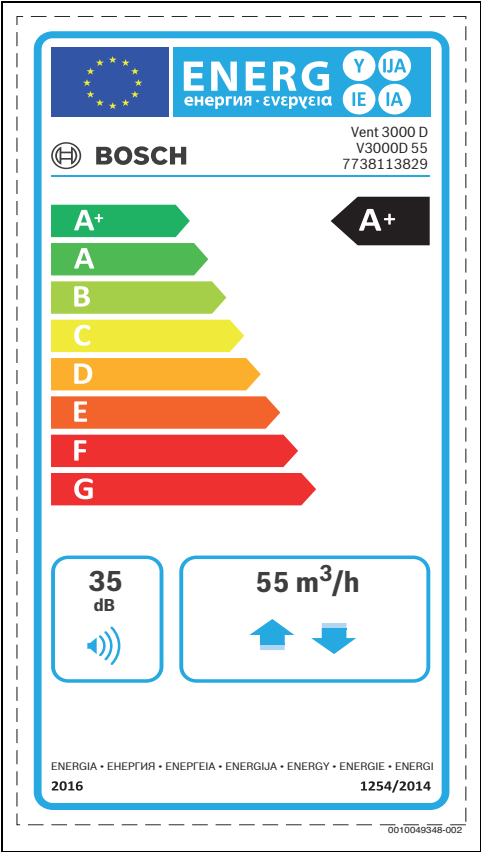 ENERG Y IJA
енергия · ενεργεια IE IA
BOSCH
Vent 3000 D
V3000D 55
7738113829
A+ A+
A
B
C
D
E
F
G
35
dB
55 m³/h
ENERGIA • ЕНЕРГИЯ • ΕΝΕΡΓΕΙΑ • ENERGIJA • ENERGY • ENERGIE • ENERGI
2016 1254/2014
0010049348-002